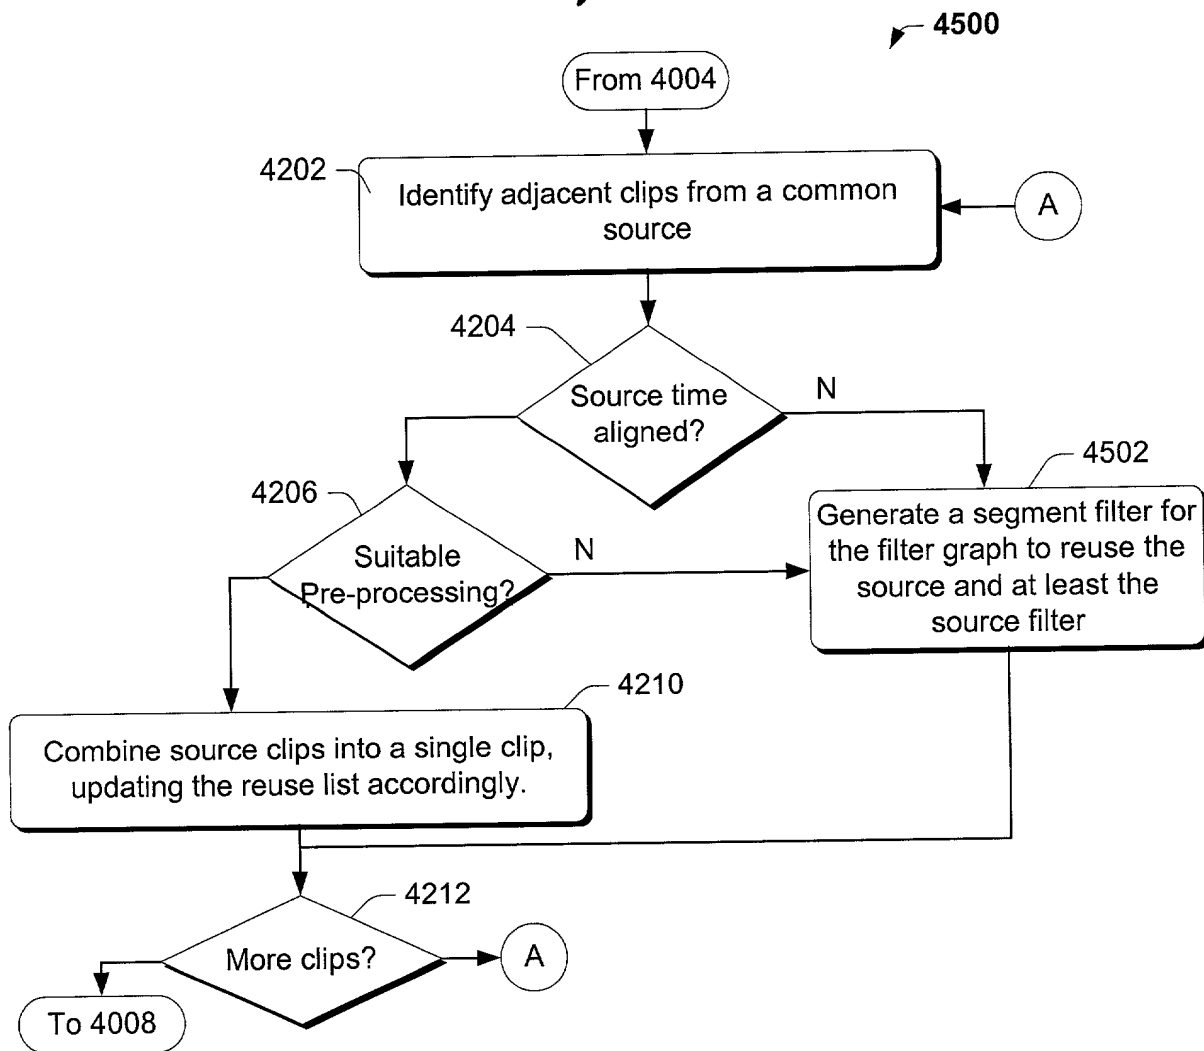 4500
From 4004
4202
Identify adjacent clips from a common
source
A
4204
Source time
aligned?
N
4502
Generate a segment filter for
the filter graph to reuse the
source and at least the
source filter
4206
Suitable
Pre-processing?
N
4210
Combine source clips into a single clip,
updating the reuse list accordingly.
4212
More clips?
A
To 4008